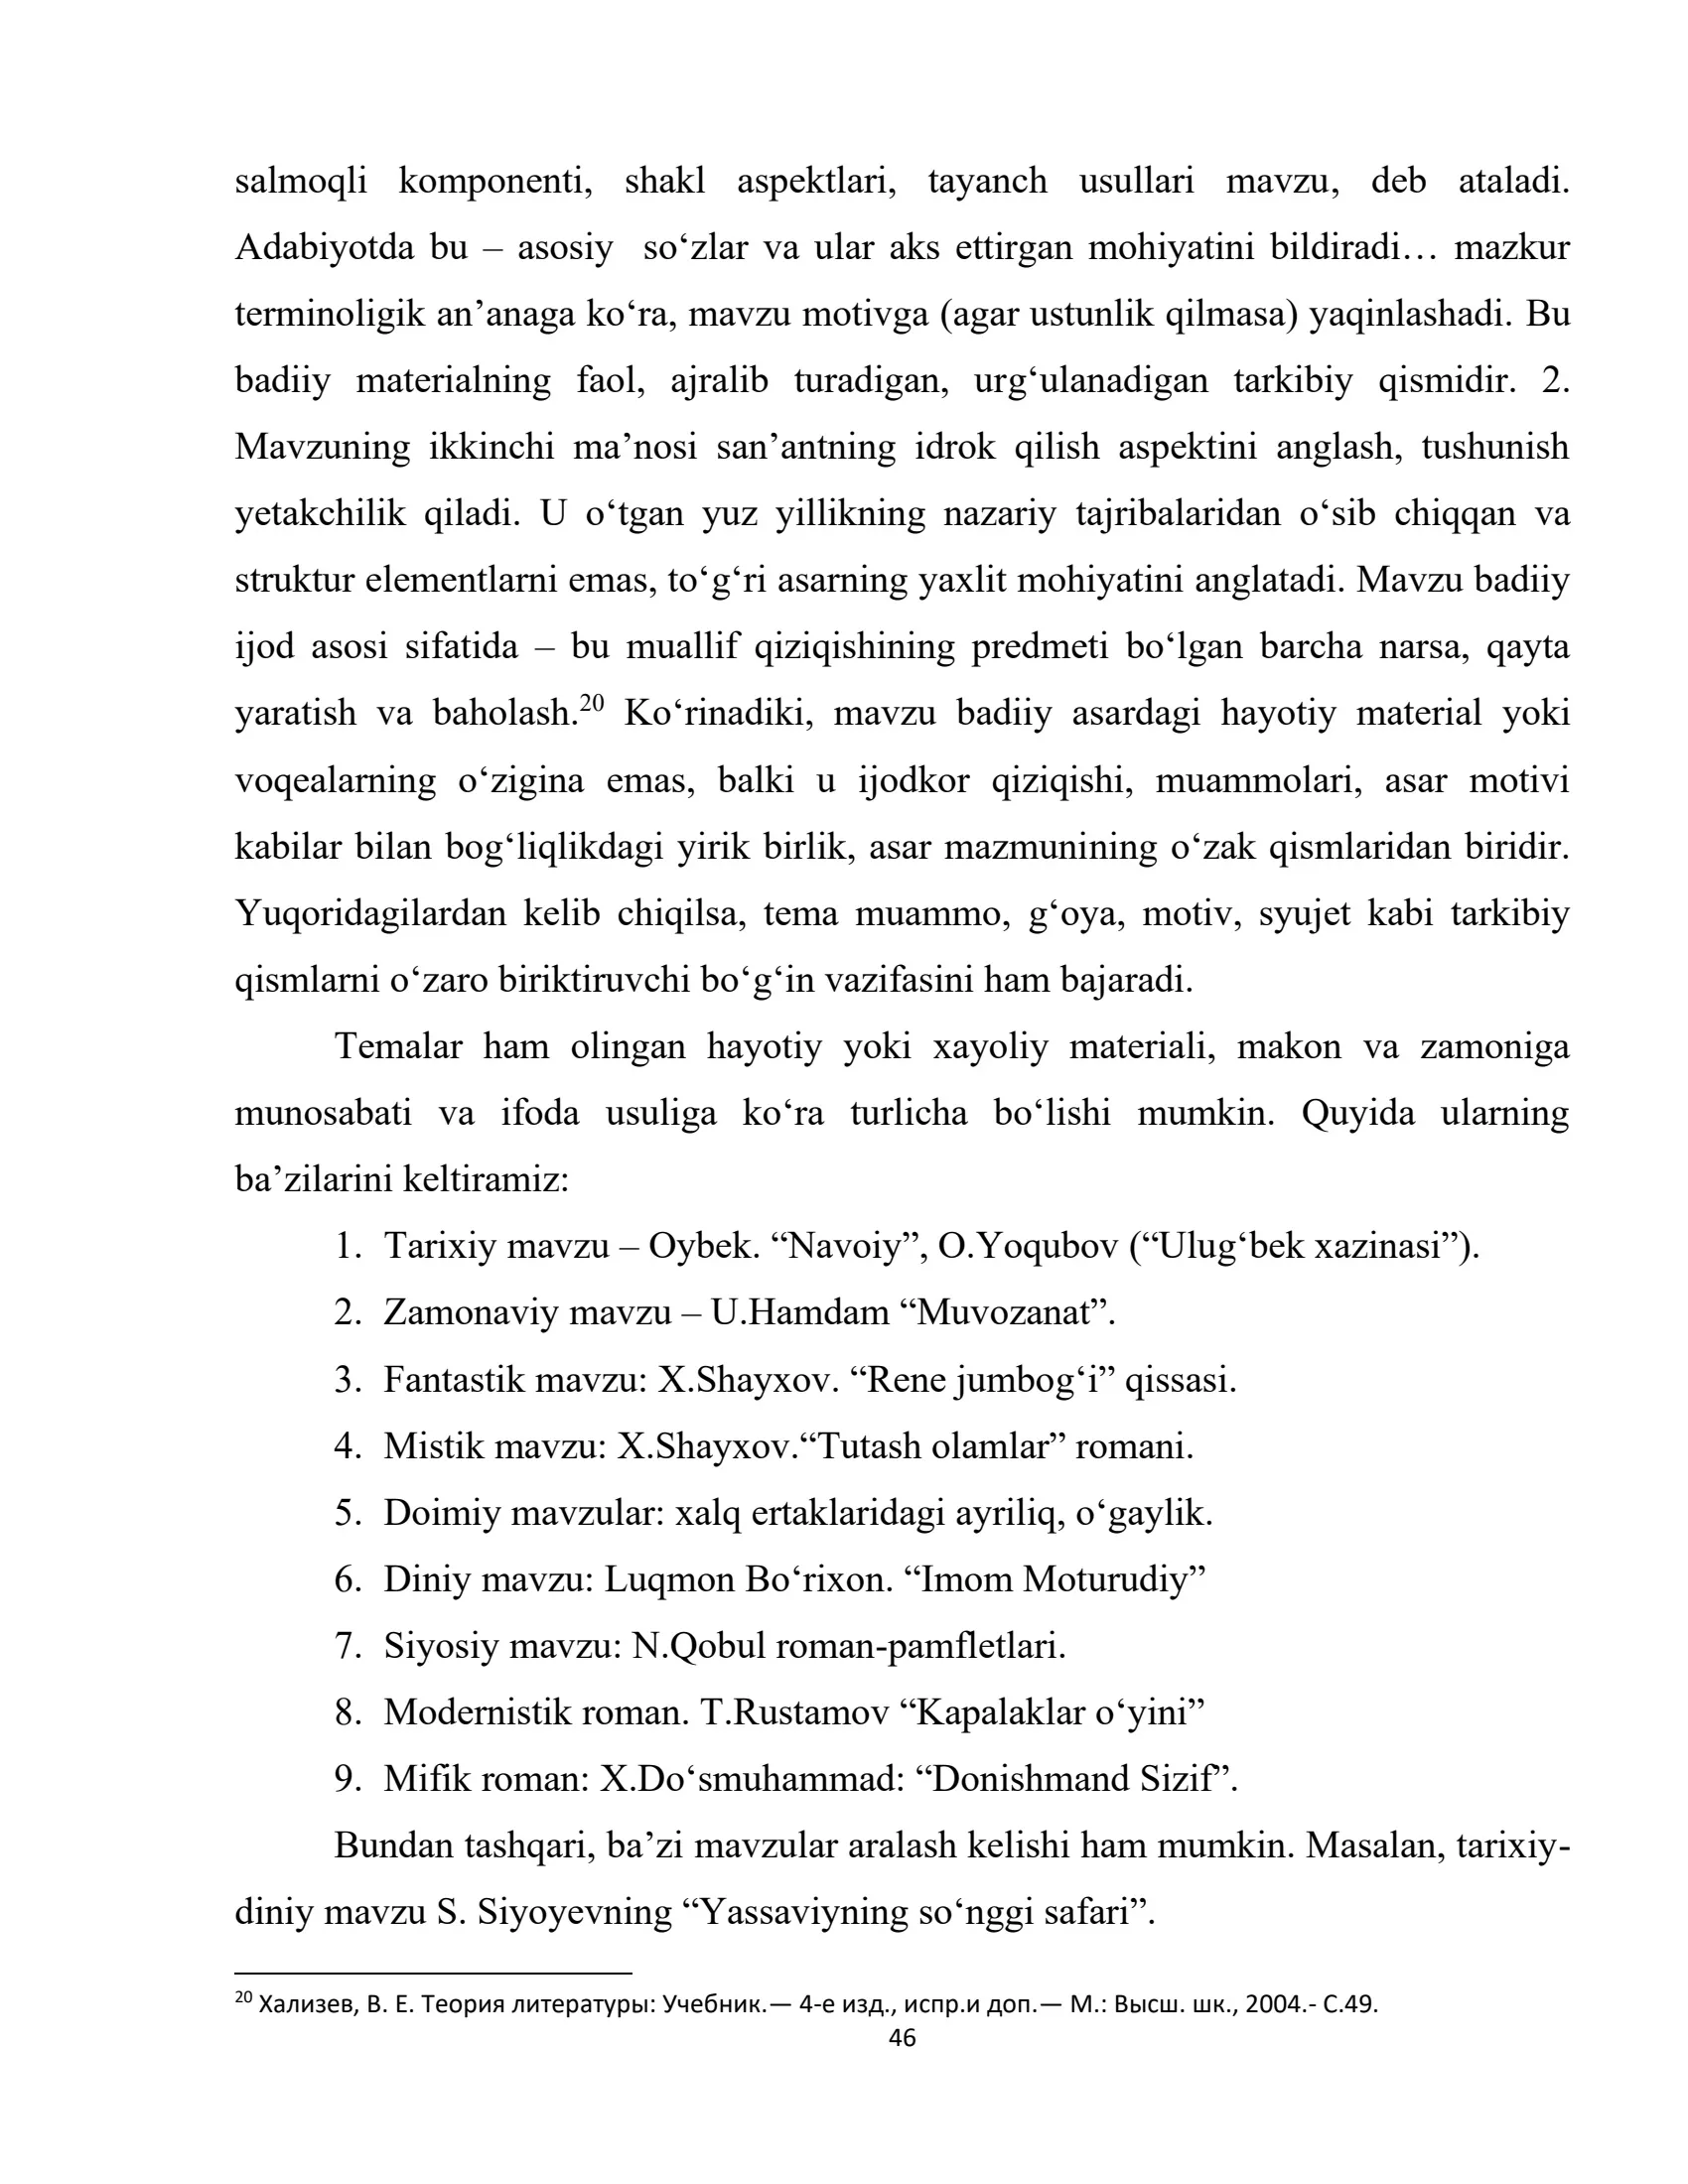 salmoqli komponenti, shakl aspektlari, tayanch usullari mavzu, deb ataladi.
Adabiyotda bu – asosiy so‘zlar va ular aks ettirgan mohiyatini bildiradi… mazkur
terminoligik an’anaga ko‘ra, mavzu motivga (agar ustunlik qilmasa) yaqinlashadi. Bu
badiiy materialning faol, ajralib turadigan, urg‘ulanadigan tarkibiy qismidir. 2.
Mavzuning ikkinchi ma’nosi san’antning idrok qilish aspektini anglash, tushunish
yetakchilik qiladi. U o‘tgan yuz yillikning nazariy tajribalaridan o‘sib chiqqan va
struktur elementlarni emas, to‘g‘ri asarning yaxlit mohiyatini anglatadi. Mavzu badiiy
ijod asosi sifatida – bu muallif qiziqishining predmeti bo‘lgan barcha narsa, qayta
yaratish va baholash.20 Ko‘rinadiki, mavzu badiiy asardagi hayotiy material yoki
voqealarning o‘zigina emas, balki u ijodkor qiziqishi, muammolari, asar motivi
kabilar bilan bog‘liqlikdagi yirik birlik, asar mazmunining o‘zak qismlaridan biridir.
Yuqoridagilardan kelib chiqilsa, tema muammo, g‘oya, motiv, syujet kabi tarkibiy
qismlarni o‘zaro biriktiruvchi bo‘g‘in vazifasini ham bajaradi.
Temalar ham olingan hayotiy yoki xayoliy materiali, makon va zamoniga
munosabati va ifoda usuliga ko‘ra turlicha bo‘lishi mumkin. Quyida ularning
ba’zilarini keltiramiz:
1. Tarixiy mavzu – Oybek. “Navoiy”, O.Yoqubov (“Ulug‘bek xazinasi”).
2. Zamonaviy mavzu – U.Hamdam “Muvozanat”.
3. Fantastik mavzu: X.Shayxov. “Rene jumbog‘i” qissasi.
4. Mistik mavzu: X.Shayxov.“Tutash olamlar” romani.
5. Doimiy mavzular: xalq ertaklaridagi ayriliq, o‘gaylik.
6. Diniy mavzu: Luqmon Bo‘rixon. “Imom Moturudiy”
7. Siyosiy mavzu: N.Qobul roman-pamfletlari.
8. Modernistik roman. T.Rustamov “Kapalaklar o‘yini”
9. Mifik roman: X.Do‘smuhammad: “Donishmand Sizif”.
Bundan tashqari, ba’zi mavzular aralash kelishi ham mumkin. Masalan, tarixiy-
diniy mavzu S. Siyoyevning “Yassaviyning so‘nggi safari”.
20 Хализев, В. Е. Теория литературы: Учебник.— 4-е изд., испр.и доп.— М.: Высш. шк., 2004.- С.49.
46